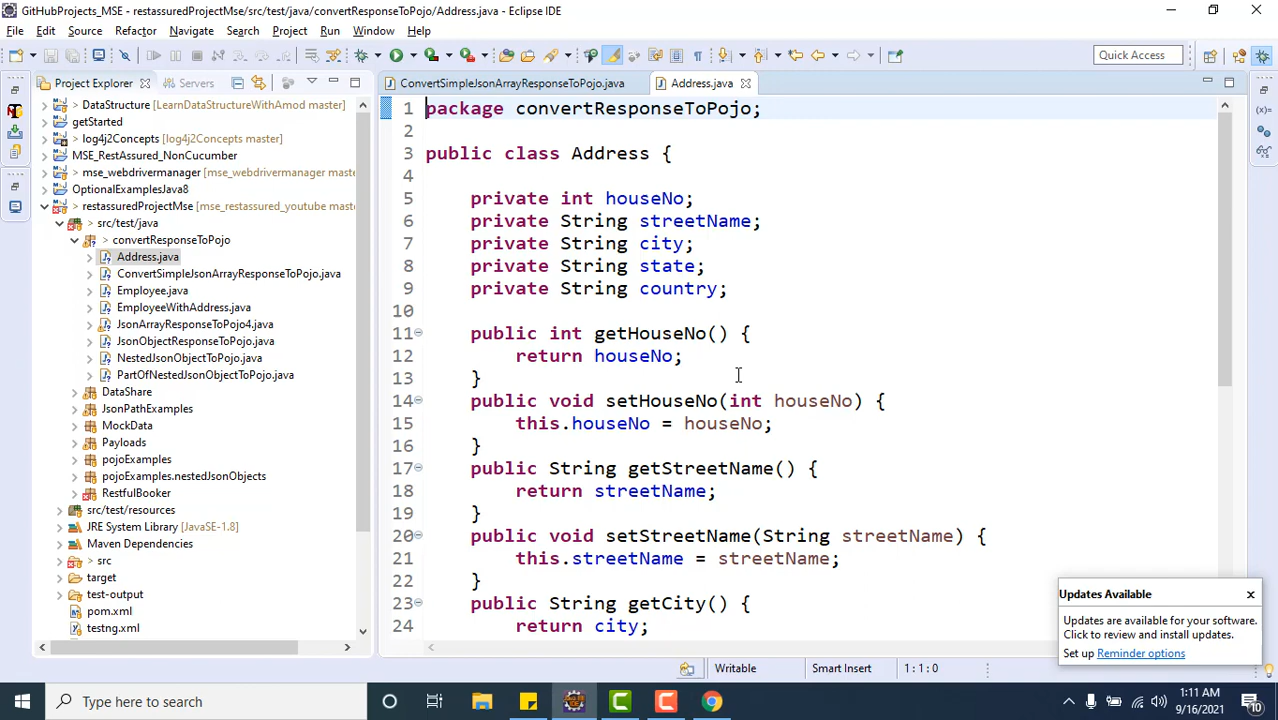 GitHubProjects_MSE - restassuredProjectMse/src/test/java/convertResponseToPojo/Address.java - Eclipse IDE
File Edit Source Refactor Navigate Search Project Run Window Help
Quick Access
Project Explorer Servers
DataStructure [LearnDataStructureWithAmod master]
getStarted
log4j2Concepts [log4j2Concepts master]
MSE_RestAssured_NonCucumber
mse_webdrivermanager [mse_webdrivermanager
OptionalExamplesJava8
restassuredProjectMse [mse_restassured_youtube maste
src/test/java
convertResponseToPojo
Address.java
ConvertSimpleJsonArrayResponseToPojo.java
Employee.java
EmployeeWithAddress.java
JsonArrayResponseToPojo4.java
JsonObjectResponseToPojo.java
NestedJsonObjectToPojo.java
PartOfNestedJsonObjectToPojo.java
DataShare
JsonPathExamples
MockData
Payloads
pojoExamples
pojoExamples.nestedJsonObjects
RestfulBooker
src/test/resources
JRE System Library [JavaSE-1.8]
Maven Dependencies
src
target
test-output
pom.xml
testng.xml
ConvertSimpleJsonArrayResponseToPojo.java Address.java
1 package convertResponseToPojo;
2
3 public class Address {
4
5 private int houseNo;
6 private String streetName;
7 private String city;
8 private String state;
9 private String country;
10
11 public int getHouseNo() {
12 return houseNo;
13 }
14 public void setHouseNo(int houseNo) {
15 this.houseNo = houseNo;
16 }
17 public String getStreetName() {
18 return streetName;
19 }
20 public void setStreetName(String streetName) {
21 this.streetName = streetName;
22 }
23 public String getCity() {
24 return city;
Updates Available
Updates are available for your software.
Click to review and install updates.
Set up Reminder options
Writable Smart Insert 1 : 1 : 0
Type here to search
1:11 AM
9/16/2021
10